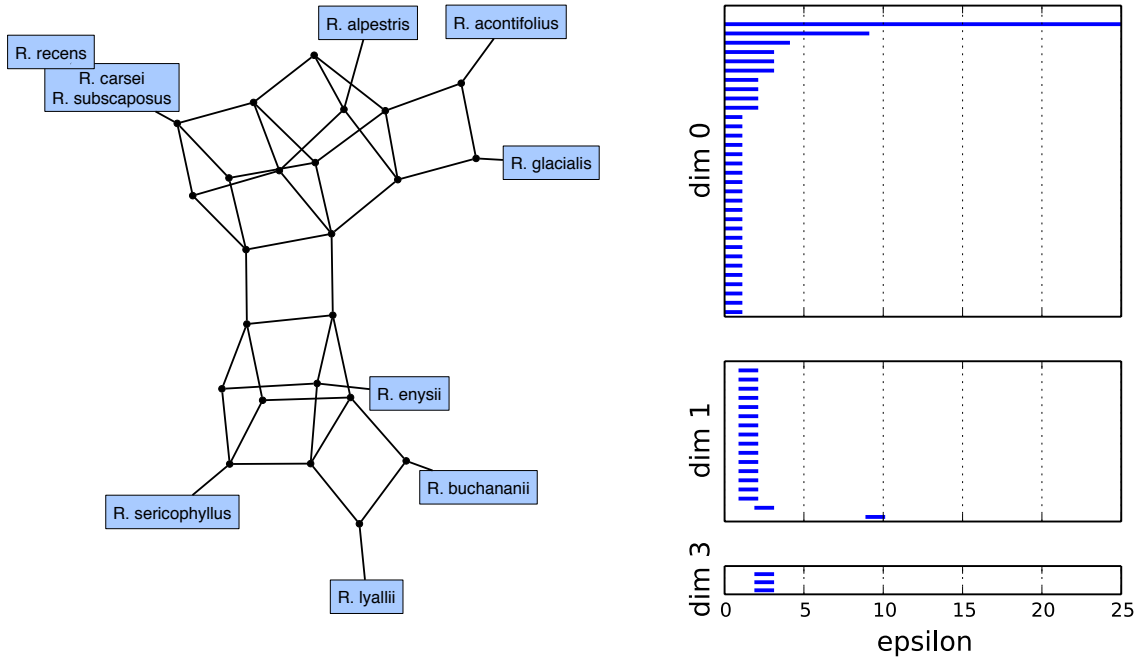 R. alpestris
R. acontifolius
R. recens
R. carsei
R. subscaposus
R. glacialis
R. enysii
R. buchananii
R. sericophyllus
R. lyallii
dim 0
dim 1
dim 3
0 5 10 15 20 25
epsilon